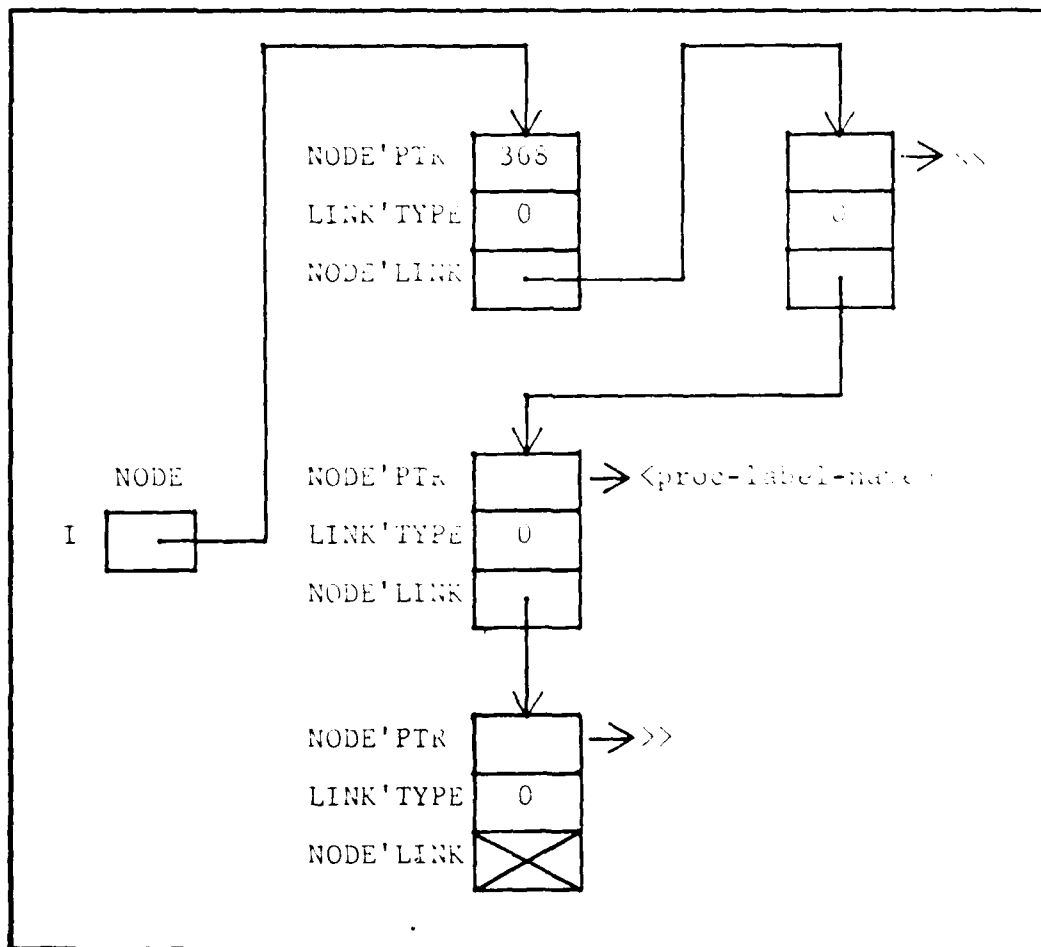 NODE'PTR 368
LINK'TYPE 0 0
NODE'LINK
NODE
I
NODE'PTR
LINK'TYPE 0
NODE'LINK
NODE'PTR >>
LINK'TYPE 0
NODE'LINK